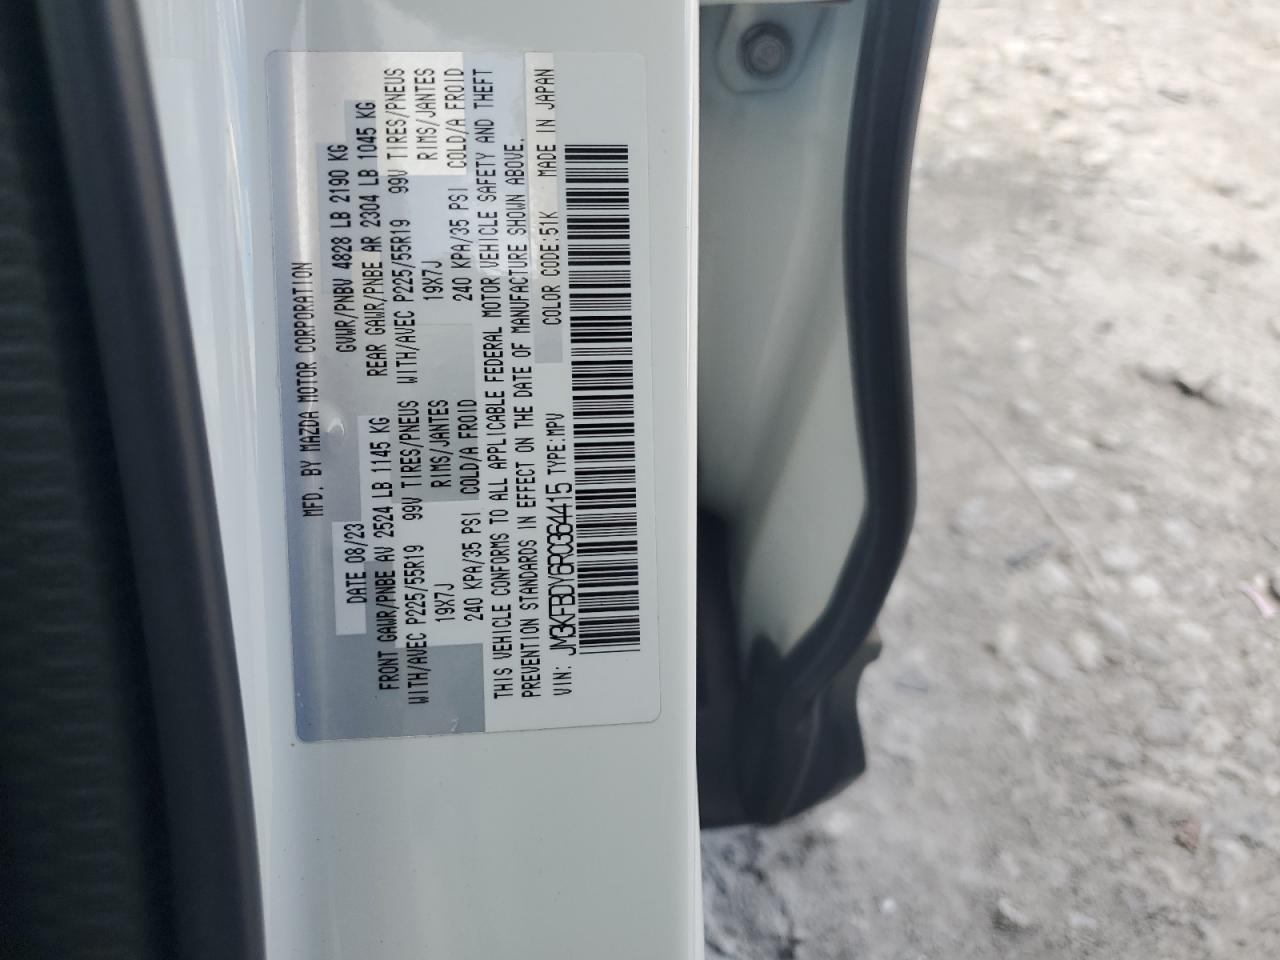 MFD. BY MAZDA MOTOR CORPORATION
DATE 08/23 GVWR/PNBV 4828 LB 2190 KG
FRONT GAWR/PNBE AV 2524 LB 1145 KG REAR GAWR/PNBE AR 2304 LB 1045 KG
WITH/AVEC P225/55R19 99V TIRES/PNEUS WITH/AVEC P225/55R19 99V TIRES/PNEUS
19X7J RIMS/JANTES 19X7J RIMS/JANTES
240 KPA/35 PSI COLD/A FROID 240 KPA/35 PSI COLD/A FROID
THIS VEHICLE CONFORMS TO ALL APPLICABLE FEDERAL MOTOR VEHICLE SAFETY AND THEFT
PREVENTION STANDARDS IN EFFECT ON THE DATE OF MANUFACTURE SHOWN ABOVE.
VIN: JM3KFBDY6R0364415 TYPE:MPV COLOR CODE:51K MADE IN JAPAN